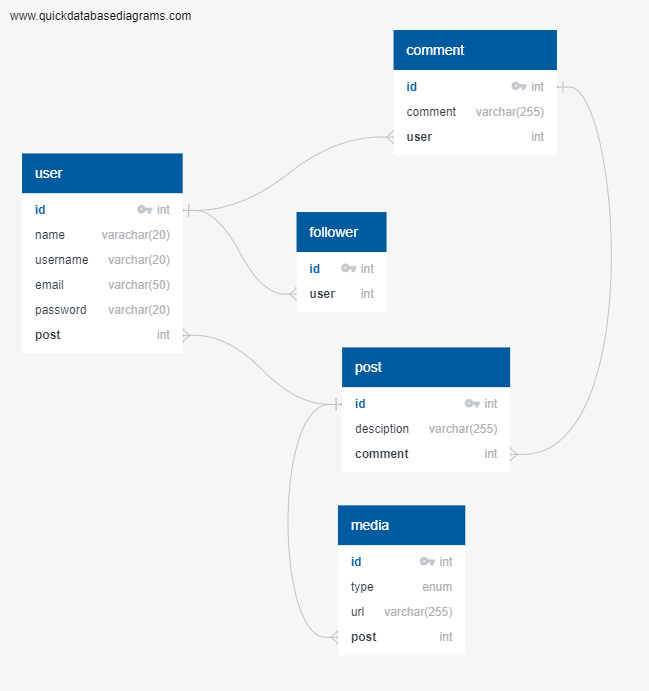 www.quickdatabasediagrams.com
comment
id int
comment varchar(255)
user int
user
id int
name varachar(20)
username varchar(20)
email varchar(50)
password varchar(20)
post int
follower
id int
user int
post
id int
desciption varchar(255)
comment int
media
id int
type enum
url varchar(255)
post int